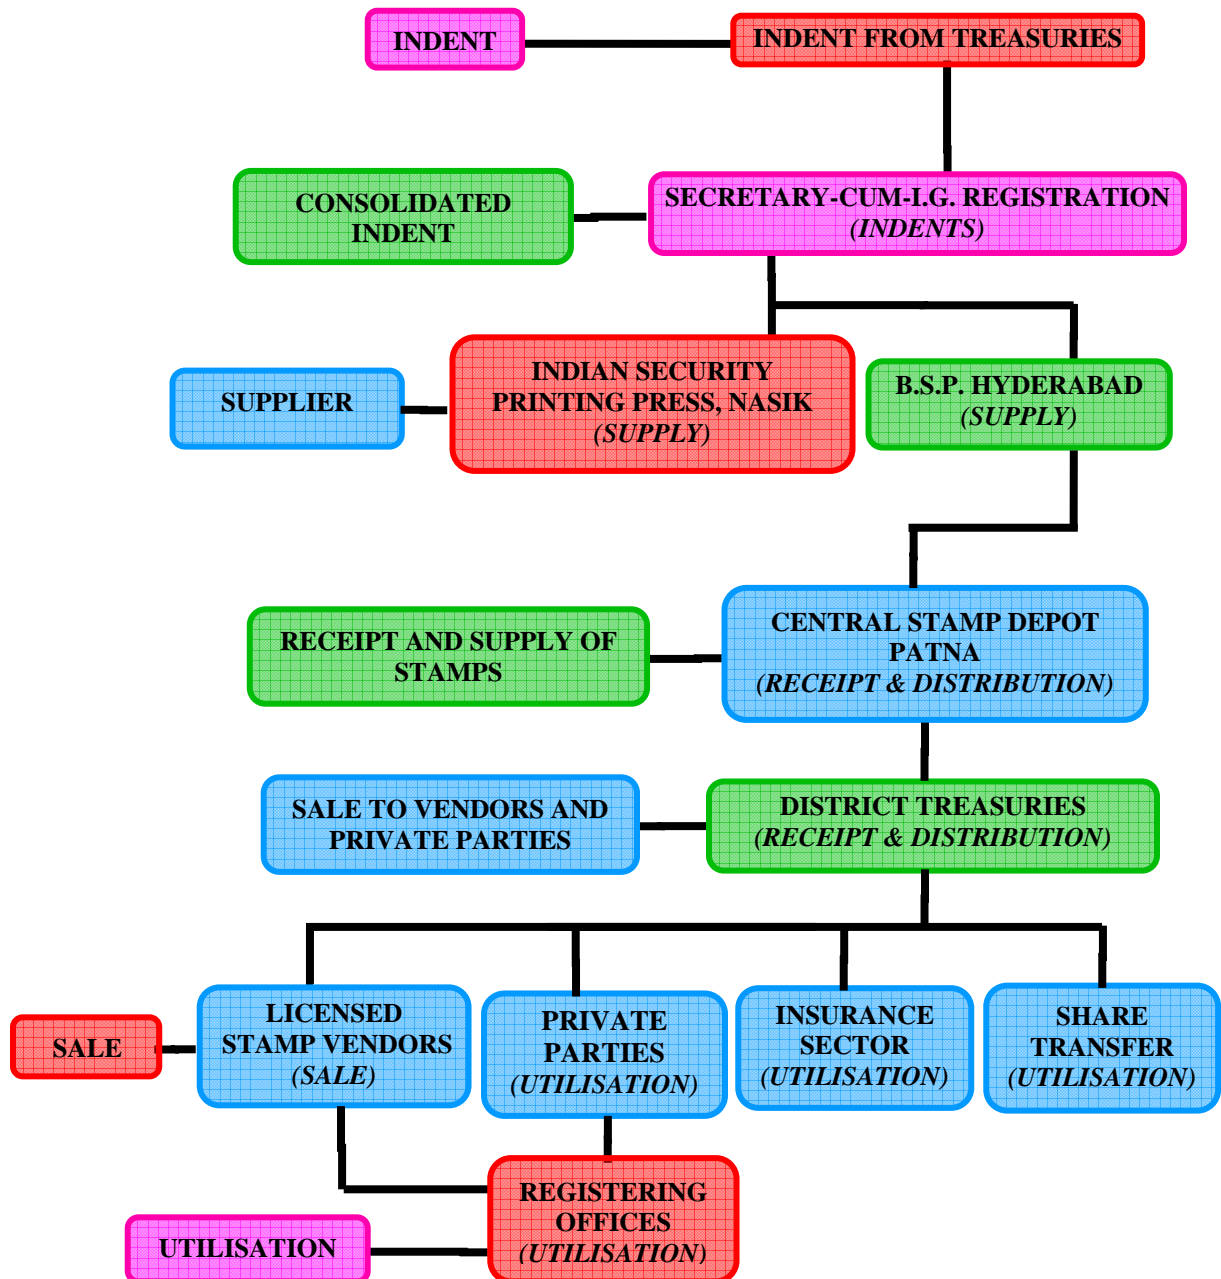 INDENT
INDENT FROM TREASURIES
CONSOLIDATED
INDENT
SECRETARY-CUM-I.G. REGISTRATION
(INDENTS)
SUPPLIER
INDIAN SECURITY
PRINTING PRESS, NASIK
(SUPPLY)
B.S.P. HYDERABAD
(SUPPLY)
RECEIPT AND SUPPLY OF
STAMPS
CENTRAL STAMP DEPOT
PATNA
(RECEIPT & DISTRIBUTION)
SALE TO VENDORS AND
PRIVATE PARTIES
DISTRICT TREASURIES
(RECEIPT & DISTRIBUTION)
SALE
LICENSED
STAMP VENDORS
(SALE)
PRIVATE
PARTIES
(UTILISATION)
INSURANCE
SECTOR
(UTILISATION)
SHARE
TRANSFER
(UTILISATION)
UTILISATION
REGISTERING
OFFICES
(UTILISATION)